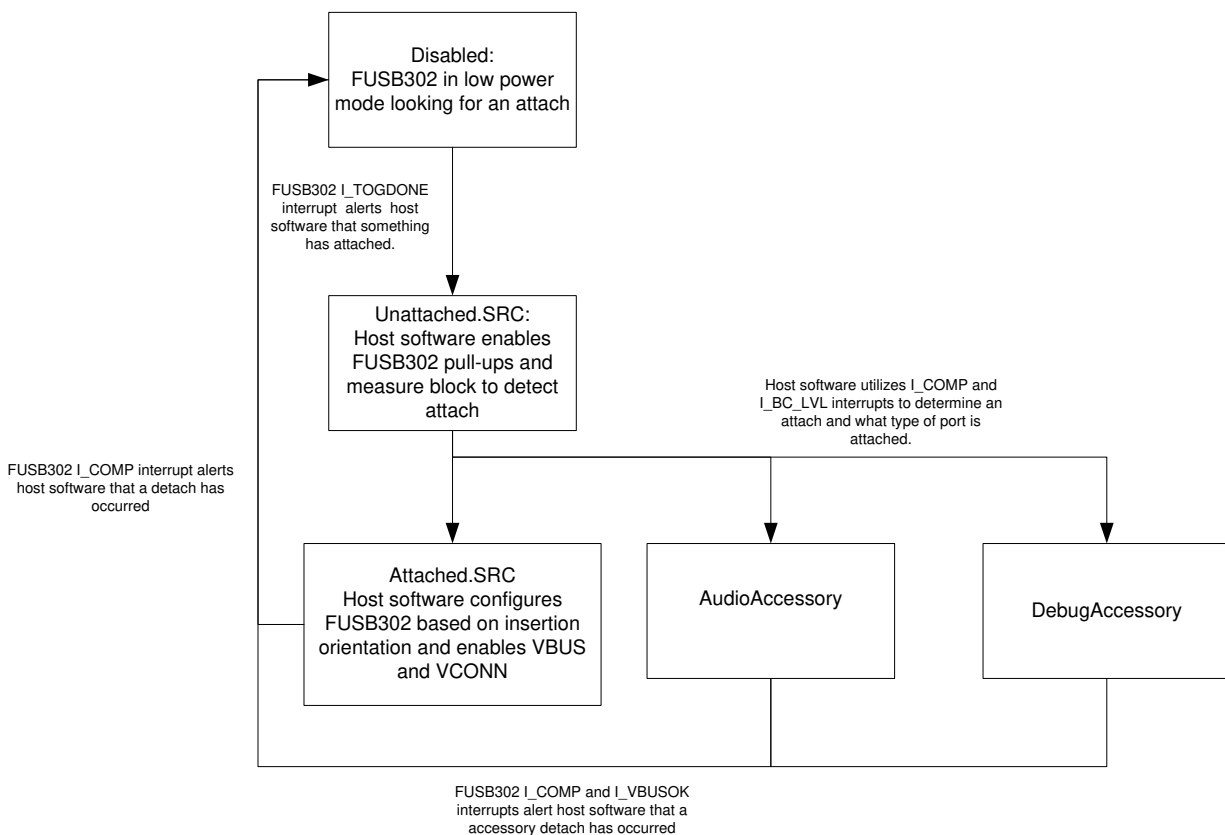 Disabled:
FUSB302 in low power
mode looking for an attach
FUSB302 I_TOGDONE
interrupt alerts host
software that something
has attached.
Unattached.SRC:
Host software enables
FUSB302 pull-ups and
measure block to detect
attach
Host software utilizes I_COMP and
I_BC_LVL interrupts to determine an
attach and what type of port is
attached.
FUSB302 I_COMP interrupt alerts
host software that a detach has
occurred
Attached.SRC
Host software configures
FUSB302 based on insertion
orientation and enables VBUS
and VCONN
AudioAccessory
DebugAccessory
FUSB302 I_COMP and I_VBUSOK
interrupts alert host software that a
accessory detach has occurred